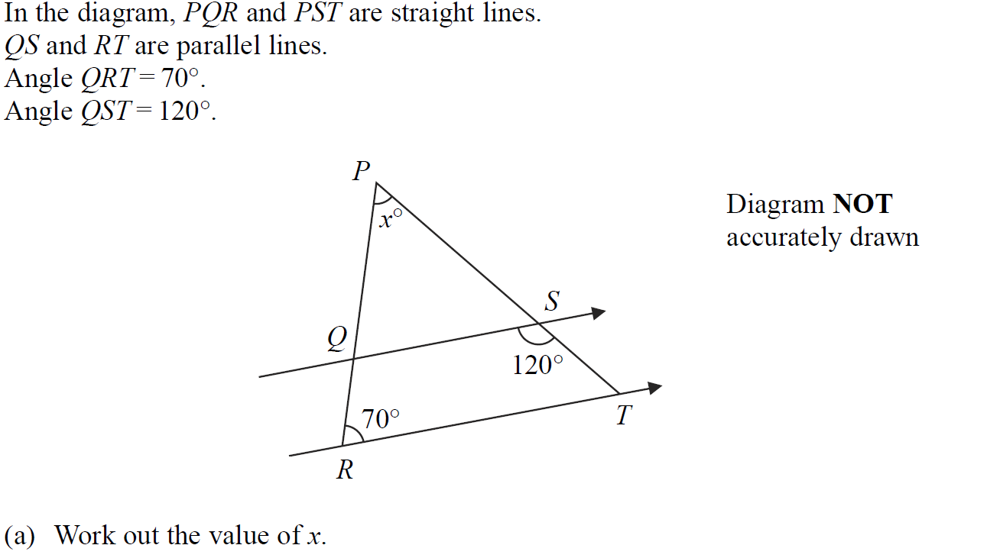 In the diagram, PQR and PST are straight lines.
QS and RT are parallel lines.
Angle QRT = 70°.
Angle QST = 120°.
P
x°
Diagram NOT
accurately drawn
S
Q
120°
70°
T
R
(a) Work out the value of x.